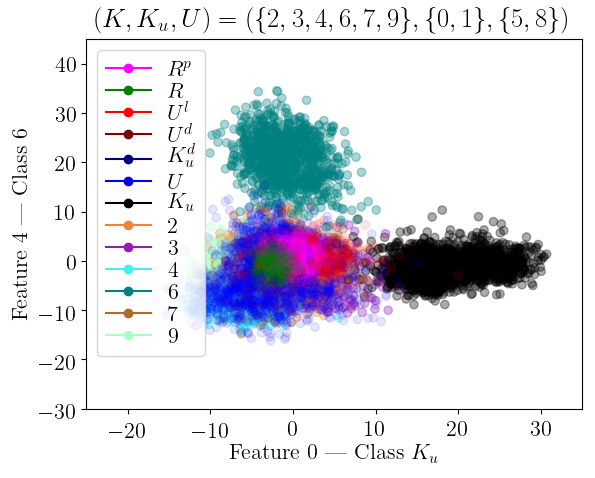 (K, K_u, U) = ({2, 3, 4, 6, 7, 9}, {0, 1}, {5, 8})
R^p
R
U^l
U^d
K_u^d
U
K_u
2
3
4
6
7
9
Feature 4 — Class 6
40
30
20
10
0
−10
−20
−30
−20 −10 0 10 20 30
Feature 0 — Class K_u